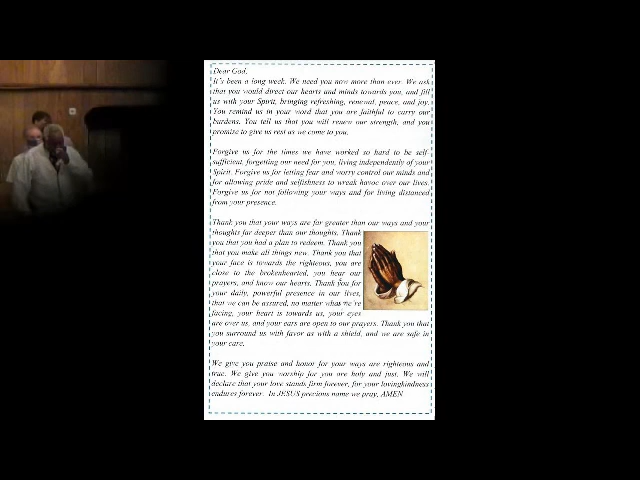 Dear God,
It's been a long week. We need you now more than ever. We ask
that you would direct our hearts and minds towards you, and fill
us with your Spirit, bringing refreshing, renewal, peace, and joy.
You remind us in your word that you are faithful to carry our
burdens. You tell us that you will renew our strength, and you
promise to give us rest as we come to you.
Forgive us for the times we have worked so hard to be self-
sufficient, forgetting our need for you, living independently of your
Spirit. Forgive us for letting fear and worry control our minds and
for allowing pride and selfishness to wreak havoc over our lives.
Forgive us for not following your ways and for living distanced
from your presence.
Thank you that your ways are far greater than our ways and your
thoughts far deeper than our thoughts. Thank
you that you had a plan to redeem. Thank you
that you make all things new. Thank you that
your face is towards the righteous, you are
close to the brokenhearted, you hear our
prayers, and know our hearts. Thank you for
your daily, powerful presence in our lives,
that we can be assured, no matter what we're
facing, your heart is towards us, your eyes
are over us, and your ears are open to our prayers. Thank you that
you surround us with favor as with a shield, and we are safe in
your care.
We give you praise and honor for your ways are righteous and
true. We give you worship for you are holy and just. We will
declare that your love stands firm forever, for your lovingkindness
endures forever. In JESUS precious name we pray, AMEN